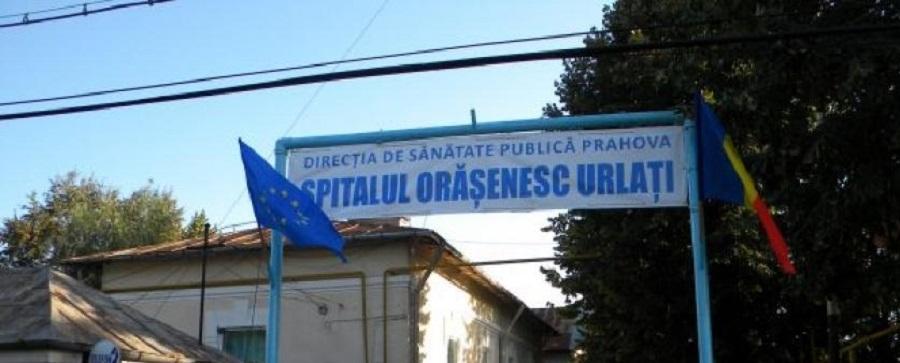 DIRECȚIA DE SĂNĂTATE PUBLICĂ PRAHOVA
SPITALUL ORĂȘENESC URLAȚI